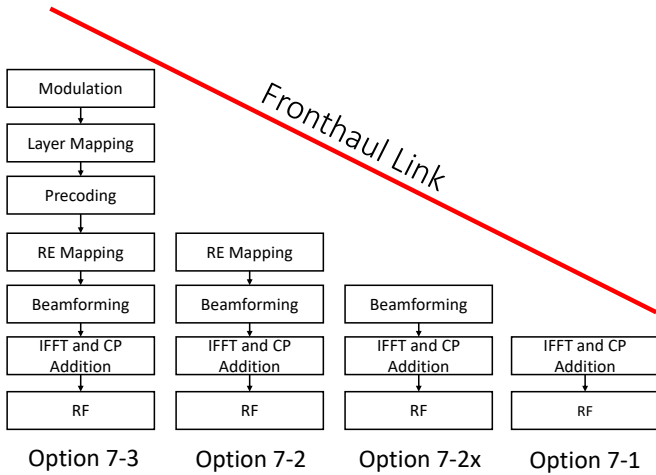 Fronthaul Link
Modulation
Layer Mapping
Precoding
RE Mapping
RE Mapping
Beamforming
Beamforming
Beamforming
IFFT and CP
Addition
IFFT and CP
Addition
IFFT and CP
Addition
IFFT and CP
Addition
RF
RF
RF
RF
Option 7-3
Option 7-2
Option 7-2x
Option 7-1